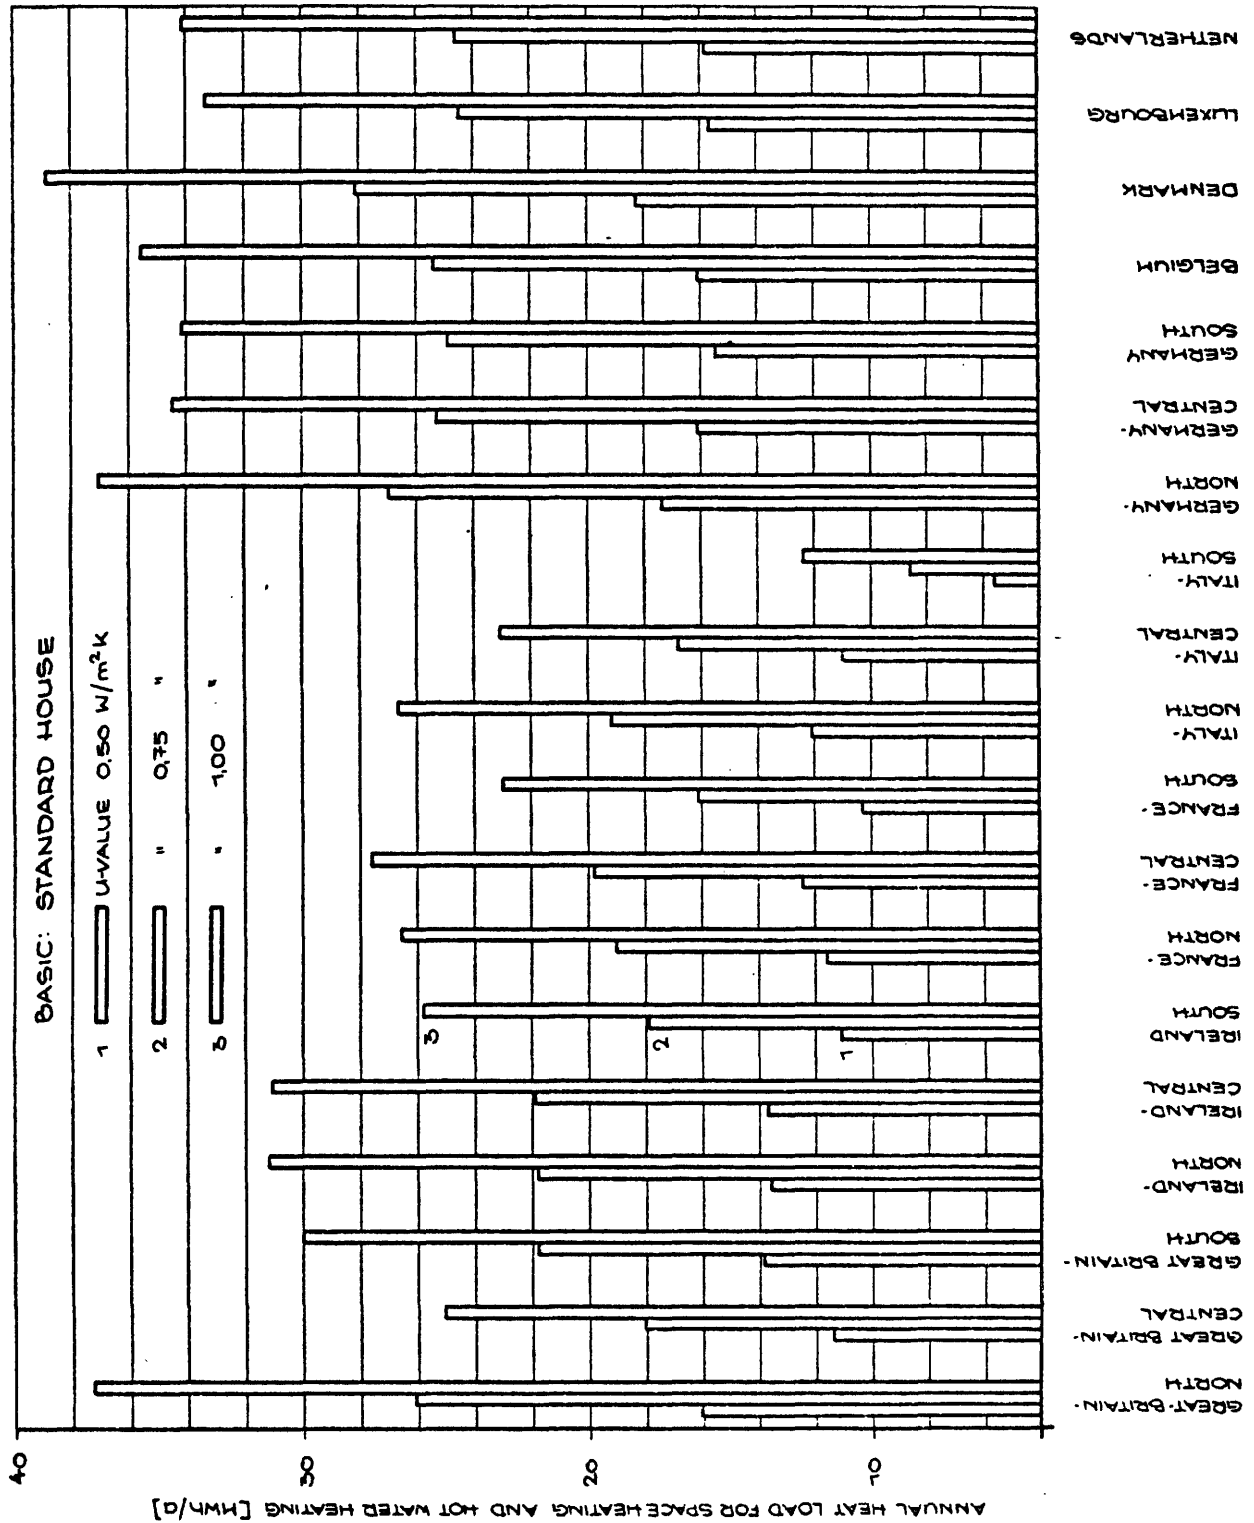 BASIC: STANDARD HOUSE
1 U-VALUE 0,50 W/m²K
2 " 0,75 "
3 " 1,00 "
ANNUAL HEAT LOAD FOR SPACE HEATING AND HOT WATER HEATING [MWh/a]
40
30
20
10
3
2
1
GREAT-BRITAIN-
NORTH
GREAT BRITAIN-
CENTRAL
GREAT BRITAIN-
SOUTH
IRELAND-
NORTH
IRELAND-
CENTRAL
IRELAND
SOUTH
FRANCE-
NORTH
FRANCE-
CENTRAL
FRANCE-
SOUTH
ITALY-
NORTH
ITALY-
CENTRAL
ITALY-
SOUTH
GERMANY-
NORTH
GERMANY-
CENTRAL
GERMANY
SOUTH
BELGIUM
DENMARK
LUXEMBOURG
NETHERLANDS